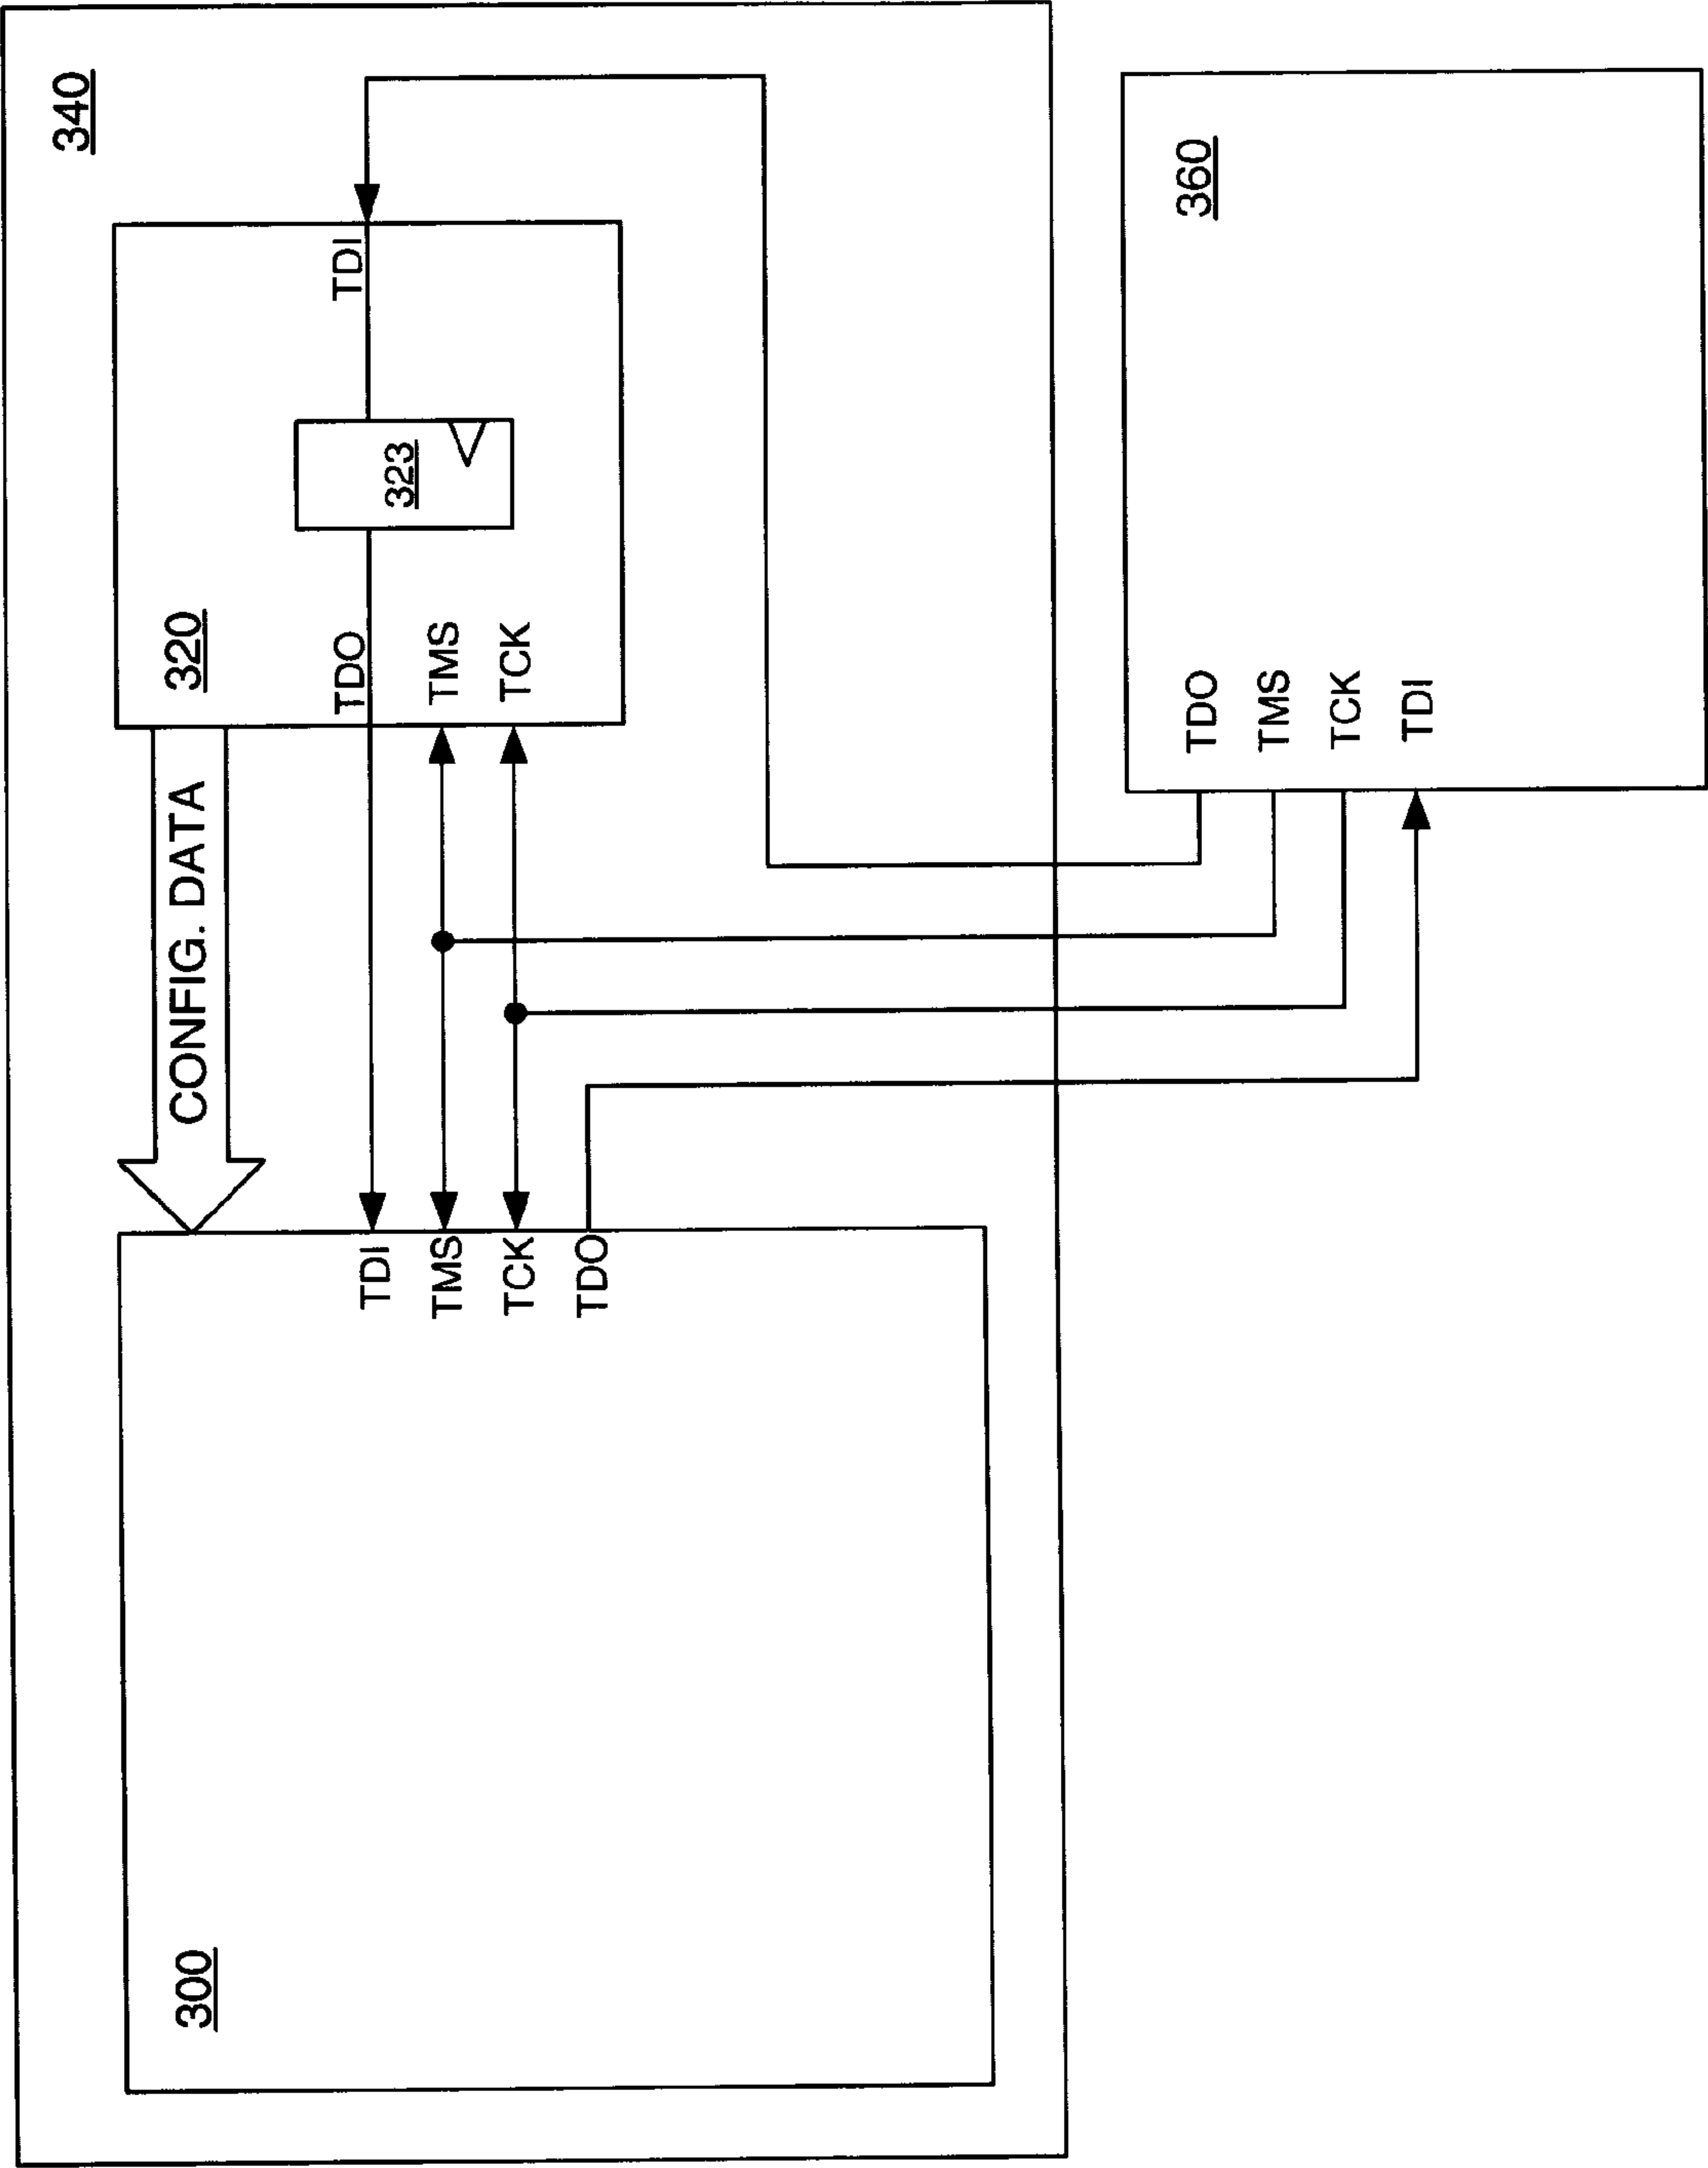 340
300
CONFIG. DATA
320
TDI
TDO
TDI
323
TMS
TMS
TCK
TCK
TDO
TDO
360
TMS
TCK
TDI